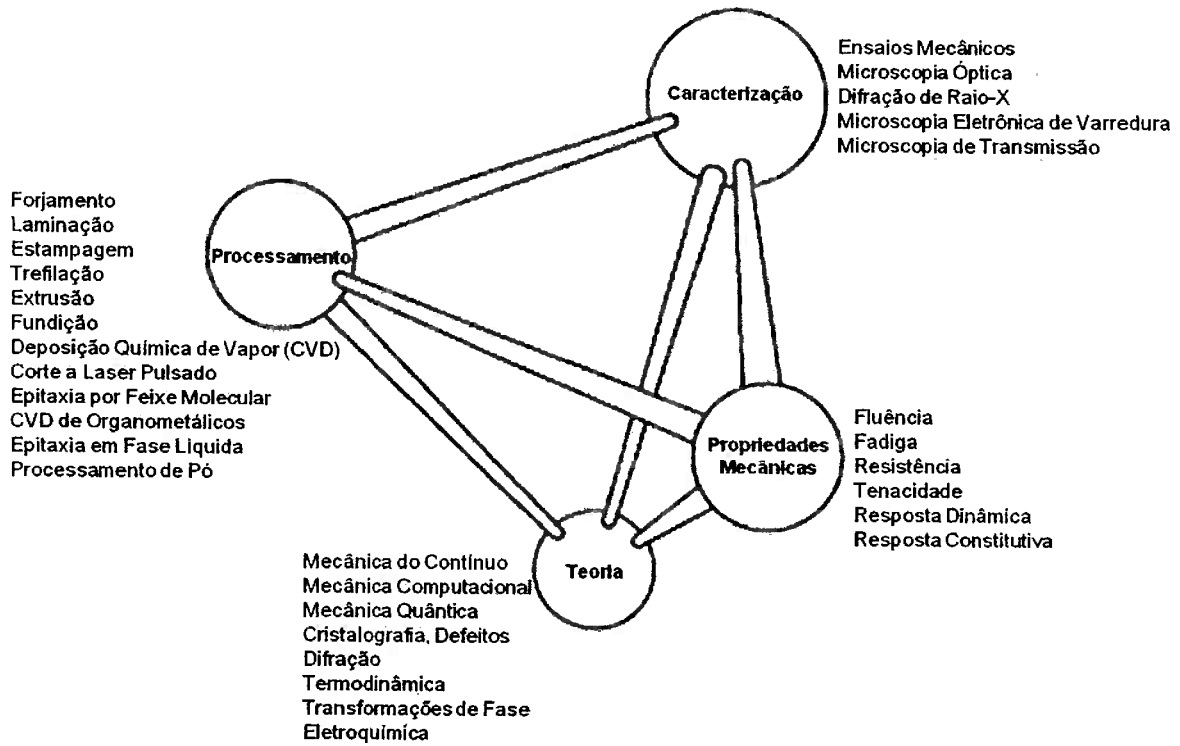 Caracterização
Ensaios Mecânicos
Microscopia Óptica
Difração de Raio-X
Microscopia Eletrônica de Varredura
Microscopia de Transmissão
Processamento
Forjamento
Laminação
Estampagem
Trefilação
Extrusão
Fundição
Deposição Química de Vapor (CVD)
Corte a Laser Pulsado
Epitaxia por Feixe Molecular
CVD de Organometálicos
Epitaxia em Fase Liquida
Processamento de Pó
Propriedades
Mecânicas
Fluência
Fadiga
Resistência
Tenacidade
Resposta Dinâmica
Resposta Constitutiva
Teoria
Mecânica do Contínuo
Mecânica Computacional
Mecânica Quântica
Cristalografia, Defeitos
Difração
Termodinâmica
Transformações de Fase
Eletroquímica